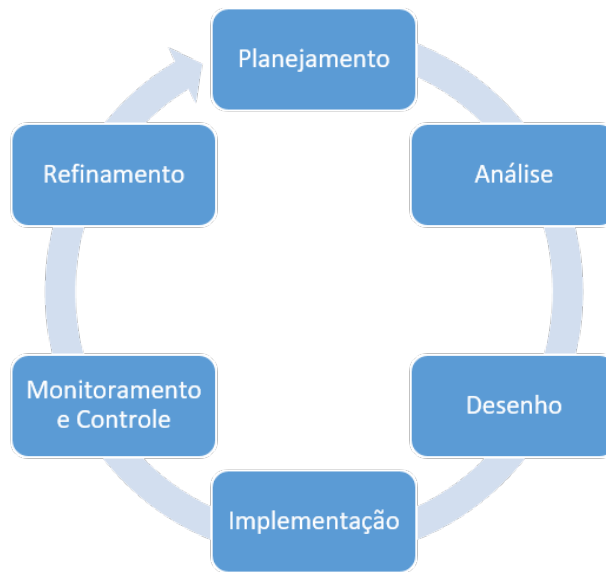 Planejamento
Análise
Desenho
Implementação
Monitoramento
e Controle
Refinamento